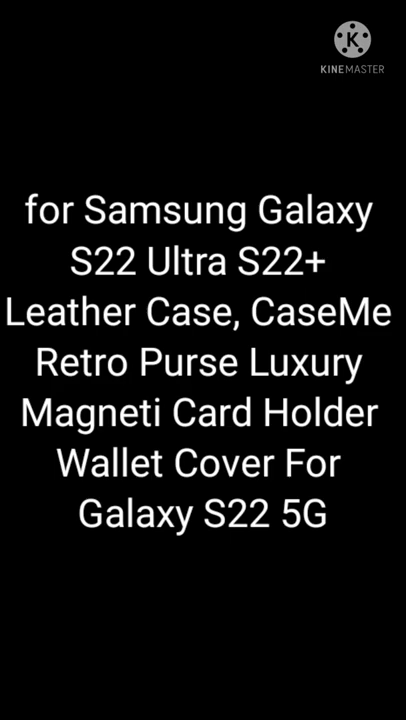 KINEMASTER
for Samsung Galaxy
S22 Ultra S22+
Leather Case, CaseMe
Retro Purse Luxury
Magneti Card Holder
Wallet Cover For
Galaxy S22 5G